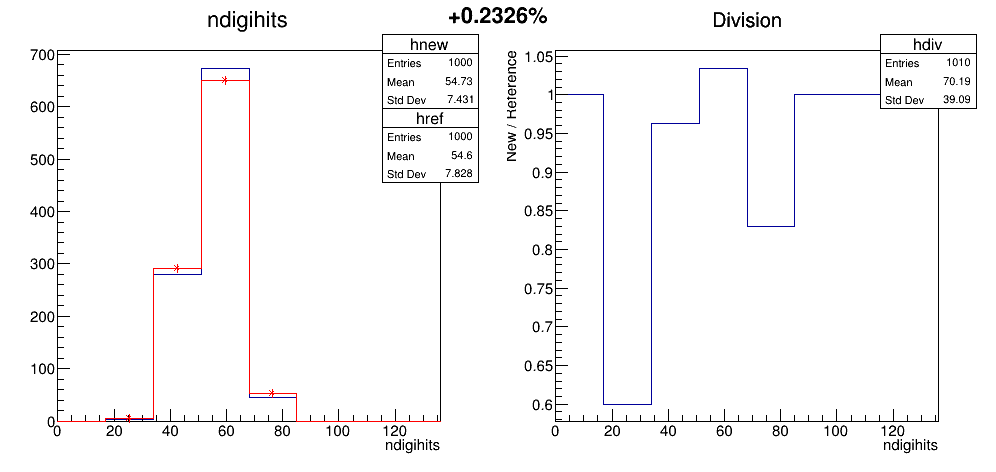 +0.2326%
ndigihits
hnew
Entries 1000
Mean 54.73
Std Dev 7.431
href
Entries 1000
Mean 54.6
Std Dev 7.828
700
600
500
400
300
200
100
0
0 20 40 60 80 100 120
ndigihits
Division
hdiv
Entries 1010
Mean 70.19
Std Dev 39.09
New / Reference
1.05
1
0.95
0.9
0.85
0.8
0.75
0.7
0.65
0.6
0 20 40 60 80 100 120
ndigihits